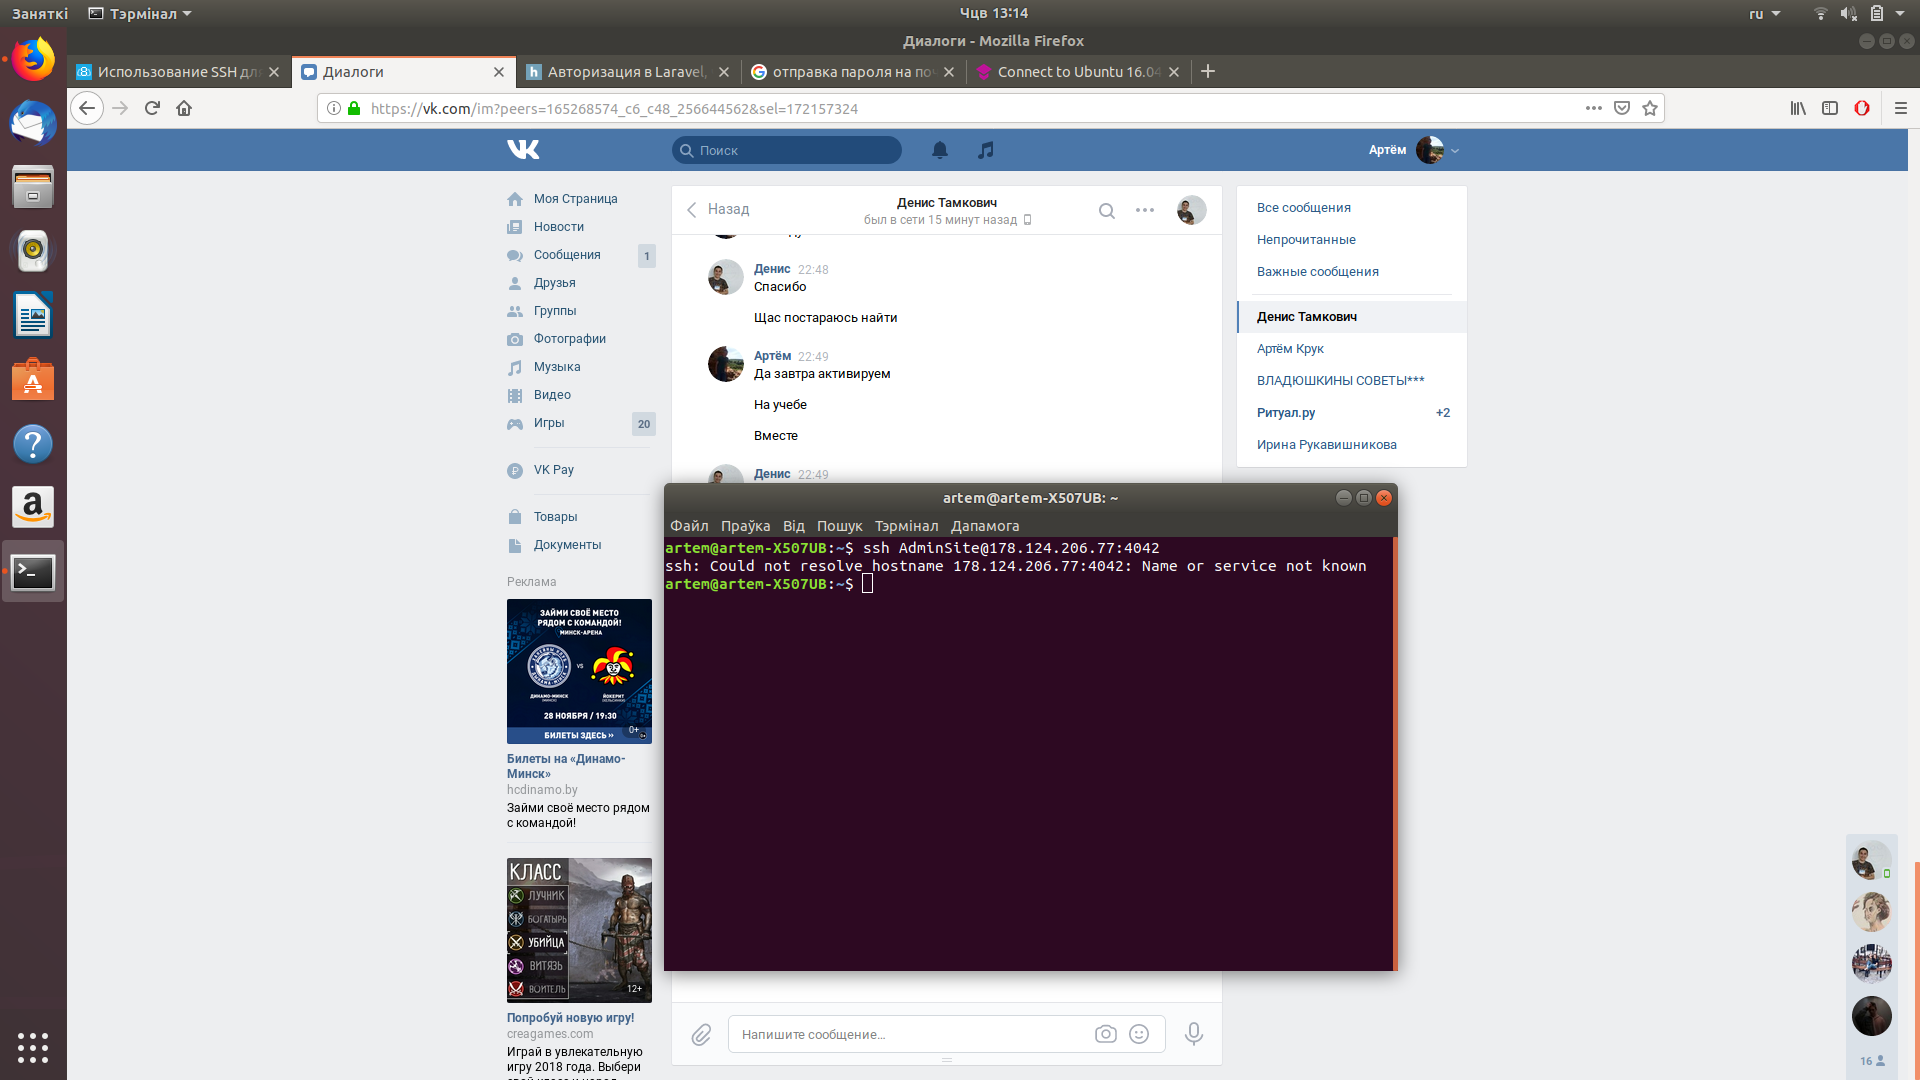 Заняткі
Тэрмінал
Чцв 13:14
ru
Диалоги - Mozilla Firefox
Использование SSH дл
Диалоги
Авторизация в Laravel,
отправка пароля на по
Connect to Ubuntu 16.04
https://vk.com/im?peers=165268574_c6_c48_256644562&sel=172157324
Поиск
Артём
Моя Страница
Новости
Сообщения 1
Друзья
Группы
Фотографии
Музыка
Видео
Игры 20
VK Pay
Товары
Документы
Реклама
ЗАЙМИ СВОЁ МЕСТО
РЯДОМ С КОМАНДОЙ!
МИНСК-АРЕНА
VS
ДИНАМО-МИНСК
ЙОКЕРИТ
28 НОЯБРЯ / 19:30
0+
БИЛЕТЫ ЗДЕСЬ »
Билеты на «Динамо-
Минск»
hcdinamo.by
Займи своё место рядом
с командой!
КЛАСС
ЛУЧНИК
БОГАТЫРЬ
УБИЙЦА
ВИТЯЗЬ
ВОИТЕЛЬ
12+
Попробуй новую игру!
creagames.com
Играй в увлекательную
игру 2018 года. Выбери
Назад
Денис Тамкович
был в сети 15 минут назад
Денис 22:48
Спасибо
Щас постараюсь найти
Артём 22:49
Да завтра активируем
На учебе
Вместе
Денис 22:49
Все сообщения
Непрочитанные
Важные сообщения
Денис Тамкович
Артём Крук
ВЛАДЮШКИНЫ СОВЕТЫ***
Ритуал.ру +2
Ирина Рукавишникова
artem@artem-X507UB: ~
Файл Праўка Від Пошук Тэрмінал Дапамога
artem@artem-X507UB:~$ ssh AdminSite@178.124.206.77:4042
ssh: Could not resolve hostname 178.124.206.77:4042: Name or service not known
artem@artem-X507UB:~$
Напишите сообщение...
16